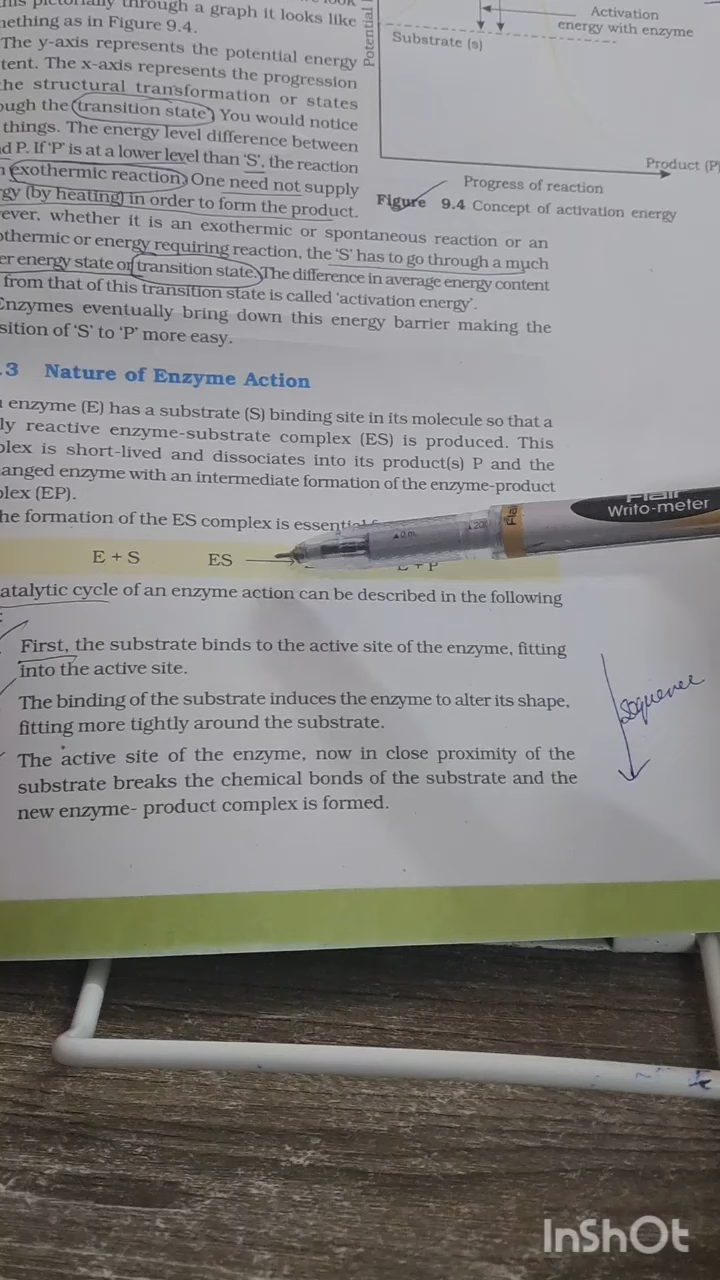 through a graph it looks like
as in Figure 9.4.
The y-axis represents the potential energy
tent. The x-axis represents the progression
he structural transformation or states
ough the transition state. You would notice
things. The energy level difference between
d P. If 'P' is at a lower level than 'S', the reaction
exothermic reaction. One need not supply
gy (by heating) in order to form the product.
ever, whether it is an exothermic or spontaneous reaction or an
othermic or energy requiring reaction, the 'S' has to go through a much
er energy state or transition state. The difference in average energy content
from that of this transition state is called 'activation energy'.
Enzymes eventually bring down this energy barrier making the
sition of 'S' to 'P' more easy.
Potential
Activation
energy with enzyme
Substrate (s)
Product (P)
Progress of reaction
Figure 9.4 Concept of activation energy
.3 Nature of Enzyme Action
enzyme (E) has a substrate (S) binding site in its molecule so that a
ly reactive enzyme-substrate complex (ES) is produced. This
plex is short-lived and dissociates into its product(s) P and the
anged enzyme with an intermediate formation of the enzyme-product
plex (EP).
he formation of the ES complex is essential
E + S ES ⟶ E + P
atalytic cycle of an enzyme action can be described in the following
First, the substrate binds to the active site of the enzyme, fitting
into the active site.
The binding of the substrate induces the enzyme to alter its shape,
fitting more tightly around the substrate.
The active site of the enzyme, now in close proximity of the
substrate breaks the chemical bonds of the substrate and the
new enzyme- product complex is formed.
sequence
Flair
Writo-meter
InShOt